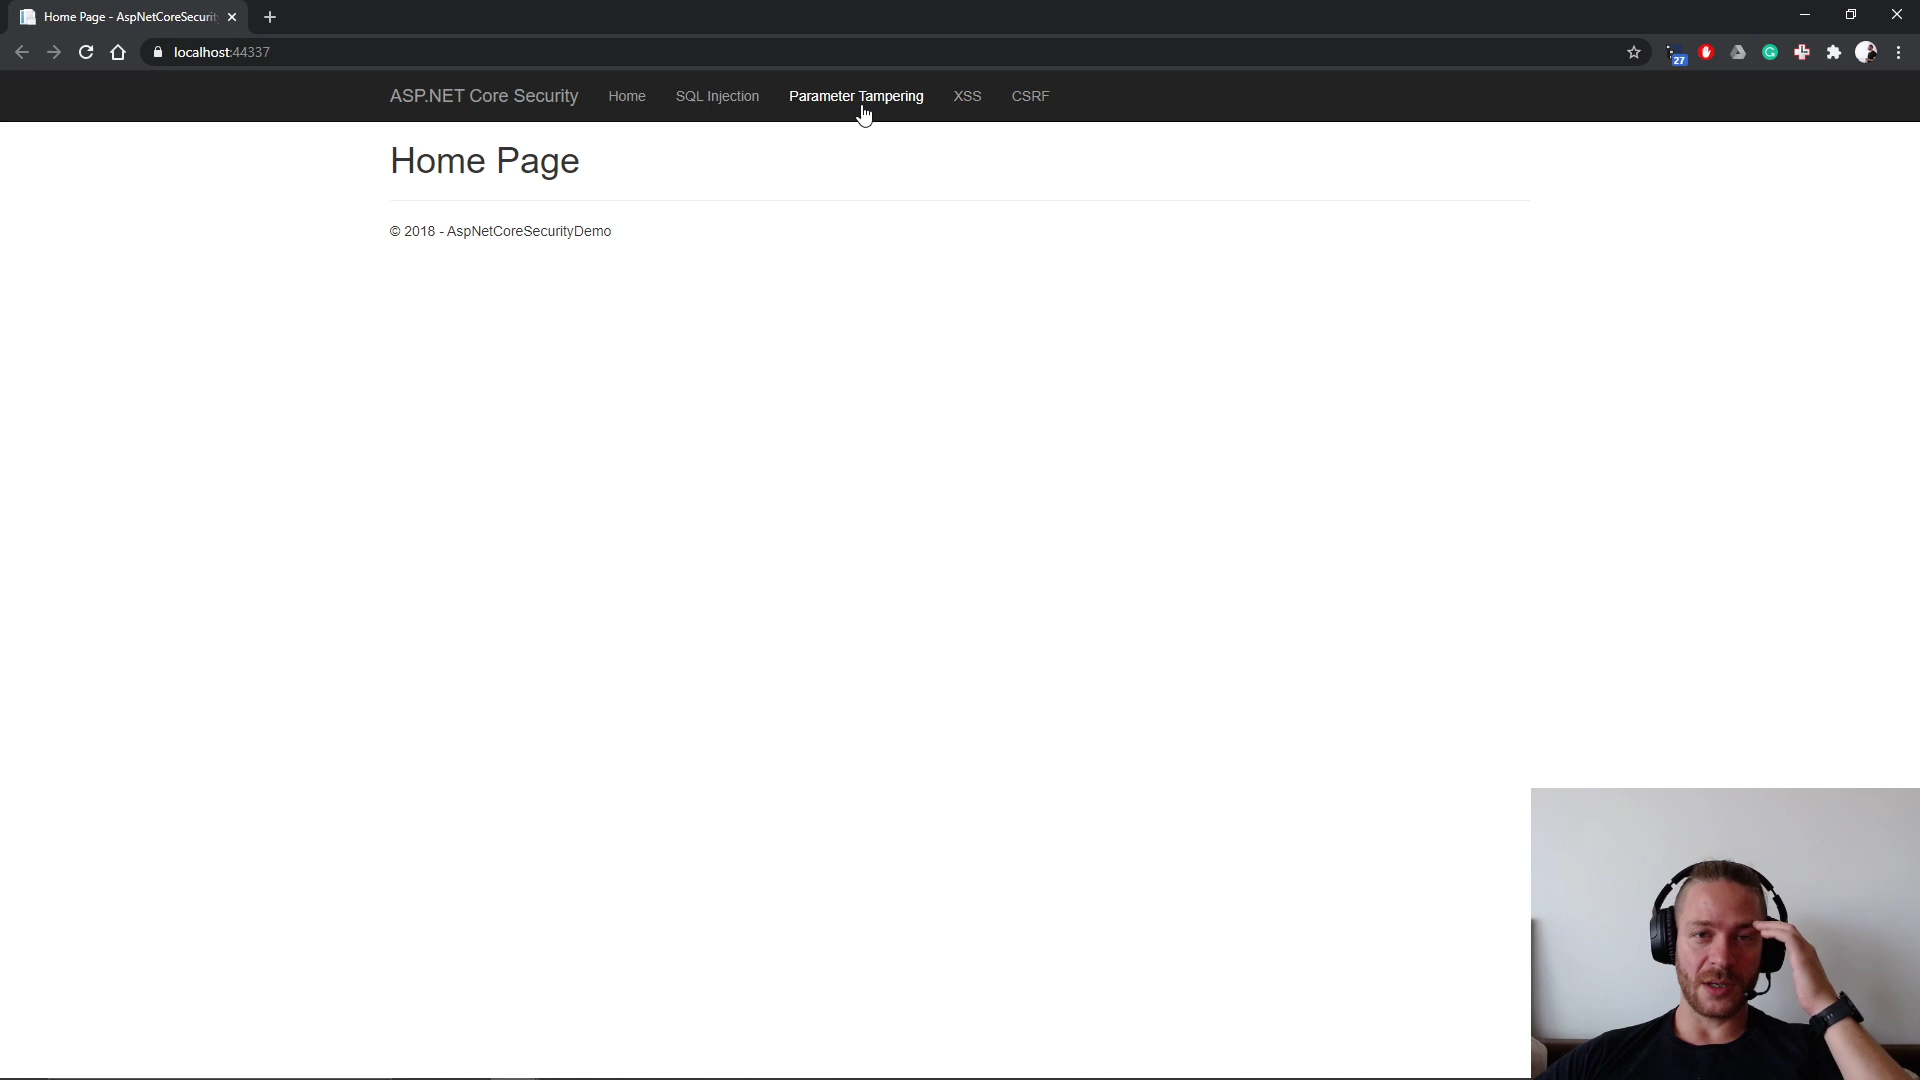 Home Page - AspNetCoreSecurit
localhost:44337
27
ASP.NET Core Security Home SQL Injection Parameter Tampering XSS CSRF
Home Page
© 2018 - AspNetCoreSecurityDemo